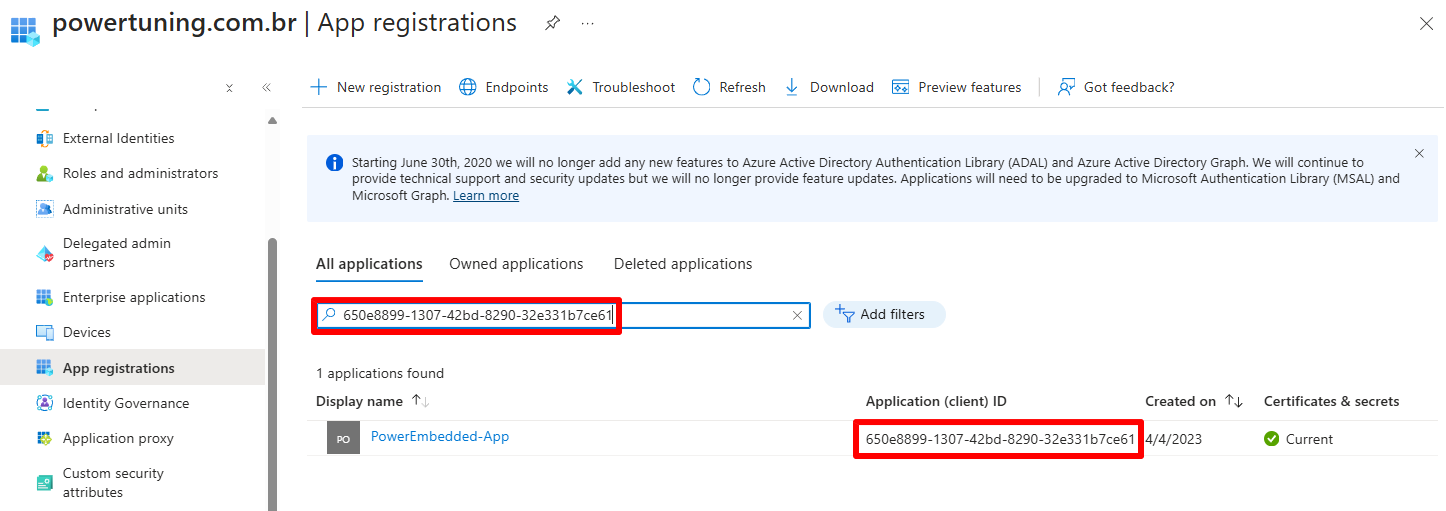 powertuning.com.br | App registrations
New registration Endpoints Troubleshoot Refresh Download Preview features Got feedback?
External Identities
Roles and administrators
Administrative units
Delegated admin
partners
Enterprise applications
Devices
App registrations
Identity Governance
Application proxy
Custom security
attributes
Starting June 30th, 2020 we will no longer add any new features to Azure Active Directory Authentication Library (ADAL) and Azure Active Directory Graph. We will continue to
provide technical support and security updates but we will no longer provide feature updates. Applications will need to be upgraded to Microsoft Authentication Library (MSAL) and
Microsoft Graph. Learn more
All applications Owned applications Deleted applications
650e8899-1307-42bd-8290-32e331b7ce61
Add filters
1 applications found
Display name Application (client) ID Created on Certificates & secrets
PO PowerEmbedded-App 650e8899-1307-42bd-8290-32e331b7ce61 4/4/2023 Current